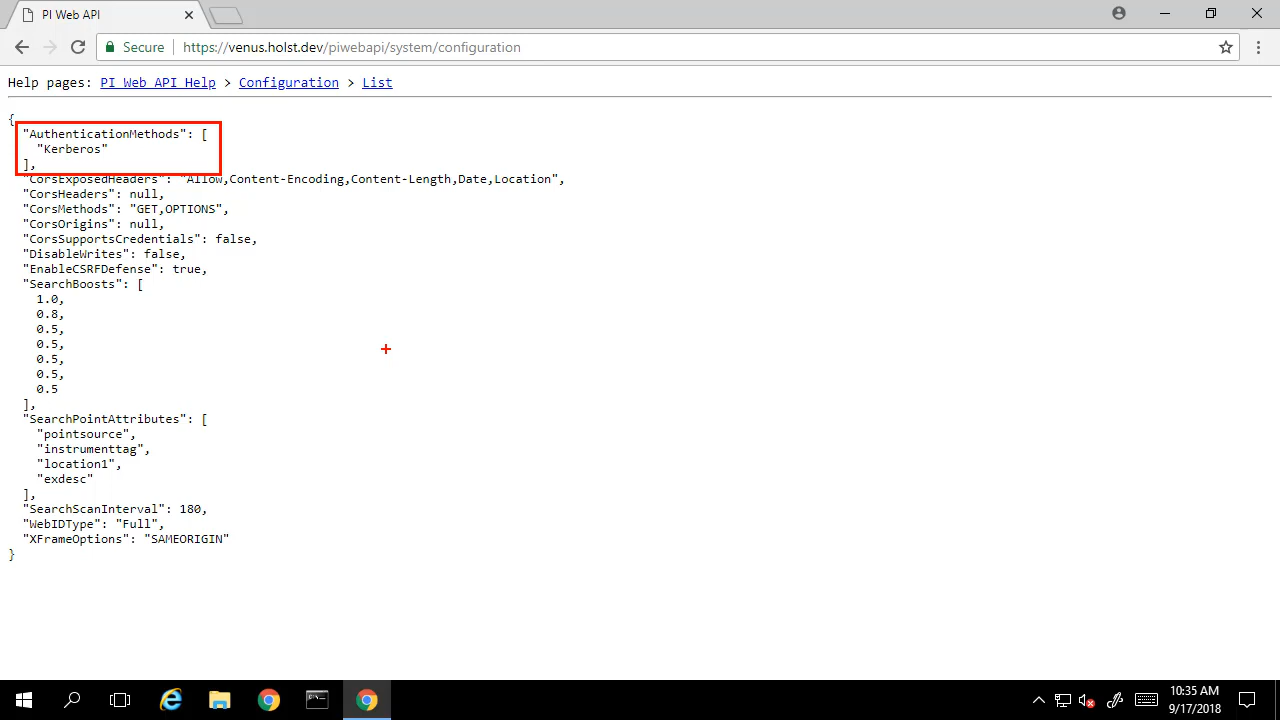 PI Web API
Secure
https://venus.holst.dev/piwebapi/system/configuration
Help pages: PI Web API Help > Configuration > List
{
"AuthenticationMethods": [
"Kerberos"
],
"CorsExposedHeaders": "Allow,Content-Encoding,Content-Length,Date,Location",
"CorsHeaders": null,
"CorsMethods": "GET,OPTIONS",
"CorsOrigins": null,
"CorsSupportsCredentials": false,
"DisableWrites": false,
"EnableCSRFDefense": true,
"SearchBoosts": [
1.0,
0.8,
0.5,
0.5,
0.5,
0.5,
0.5
],
"SearchPointAttributes": [
"pointsource",
"instrumenttag",
"location1",
"exdesc"
],
"SearchScanInterval": 180,
"WebIDType": "Full",
"XFrameOptions": "SAMEORIGIN"
}
10:35 AM
9/17/2018